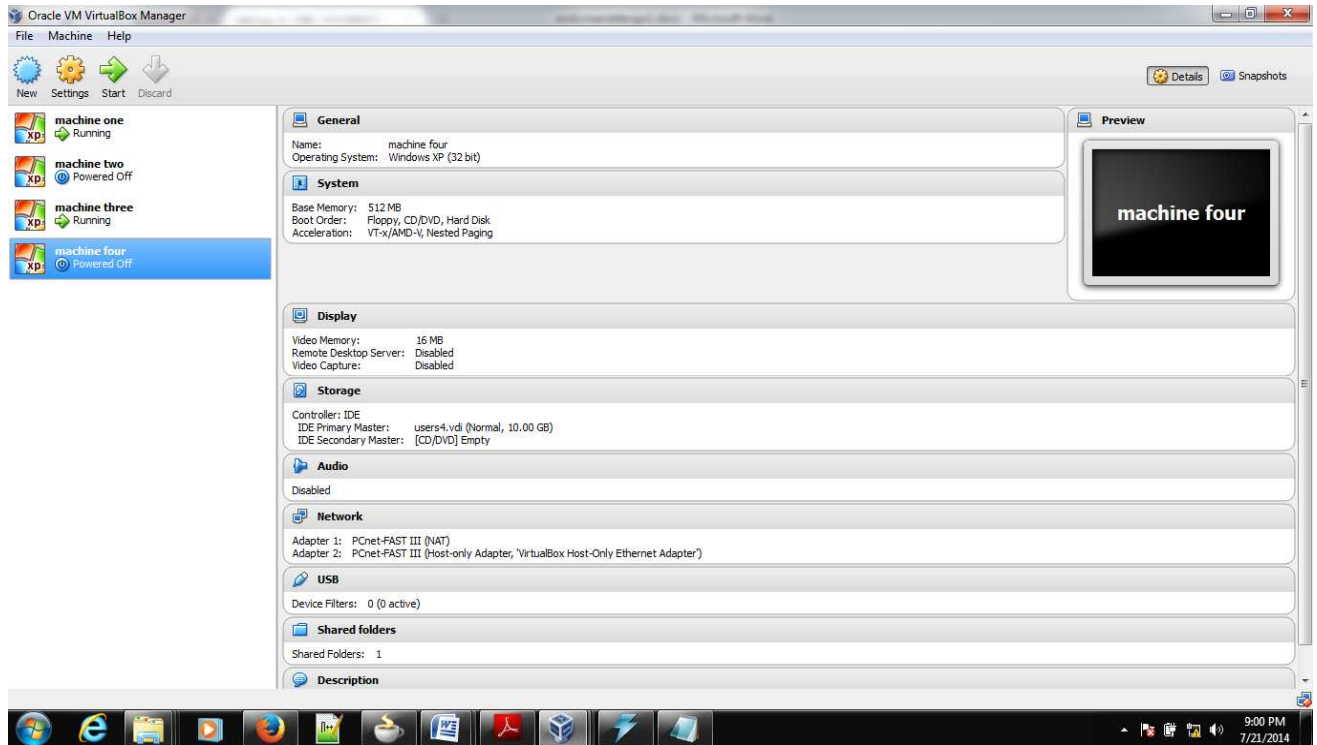 Oracle VM VirtualBox Manager
File Machine Help
New Settings Start Discard
Details Snapshots
machine one
Running
machine two
Powered Off
machine three
Running
machine four
Powered Off
General
Name: machine four
Operating System: Windows XP (32 bit)
System
Base Memory: 512 MB
Boot Order: Floppy, CD/DVD, Hard Disk
Acceleration: VT-x/AMD-V, Nested Paging
Preview
machine four
Display
Video Memory: 16 MB
Remote Desktop Server: Disabled
Video Capture: Disabled
Storage
Controller: IDE
IDE Primary Master: users4.vdi (Normal, 10.00 GB)
IDE Secondary Master: [CD/DVD] Empty
Audio
Disabled
Network
Adapter 1: PCnet-FAST III (NAT)
Adapter 2: PCnet-FAST III (Host-only Adapter, 'VirtualBox Host-Only Ethernet Adapter')
USB
Device Filters: 0 (0 active)
Shared folders
Shared Folders: 1
Description
9:00 PM
7/21/2014